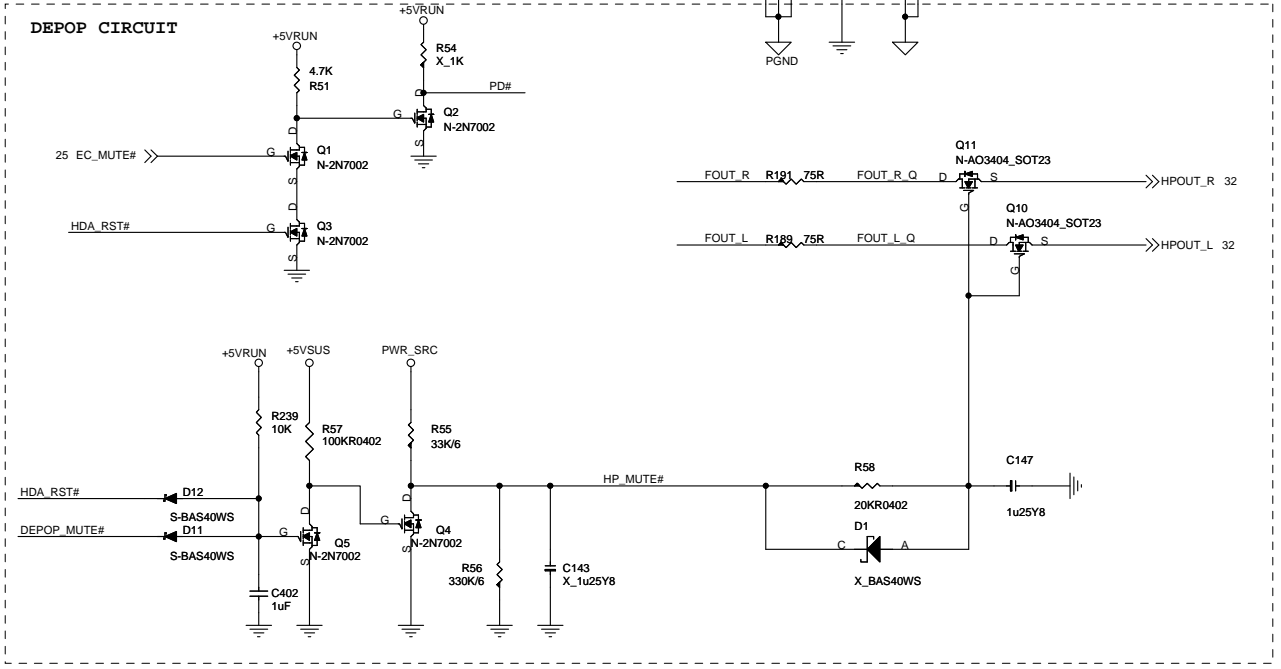 DEPOP CIRCUIT
+5VRUN
+5VRUN
4.7K
R51
R54
X_1K
D
PD#
G
Q2
N-2N7002
S
D
25 EC_MUTE#
G
Q1
N-2N7002
S
D
HDA_RST#
G
Q3
N-2N7002
S
PGND
FOUT_R
R191 75R
FOUT_R_Q
D
Q11
N-AO3404_SOT23
S
G
HPOUT_R 32
FOUT_L
R189 75R
FOUT_L_Q
D
Q10
N-AO3404_SOT23
S
G
HPOUT_L 32
+5VRUN
+5VSUS
PWR_SRC
R239
10K
R57
100KR0402
R55
33K/6
HDA_RST#
D12
S-BAS40WS
DEPOP_MUTE#
D11
S-BAS40WS
D
G
Q5
N-2N7002
S
D
G
Q4
N-2N7002
S
C402
1uF
R56
330K/6
C143
X_1u25Y8
HP_MUTE#
R58
20KR0402
D1
C
A
X_BAS40WS
C147
1u25Y8